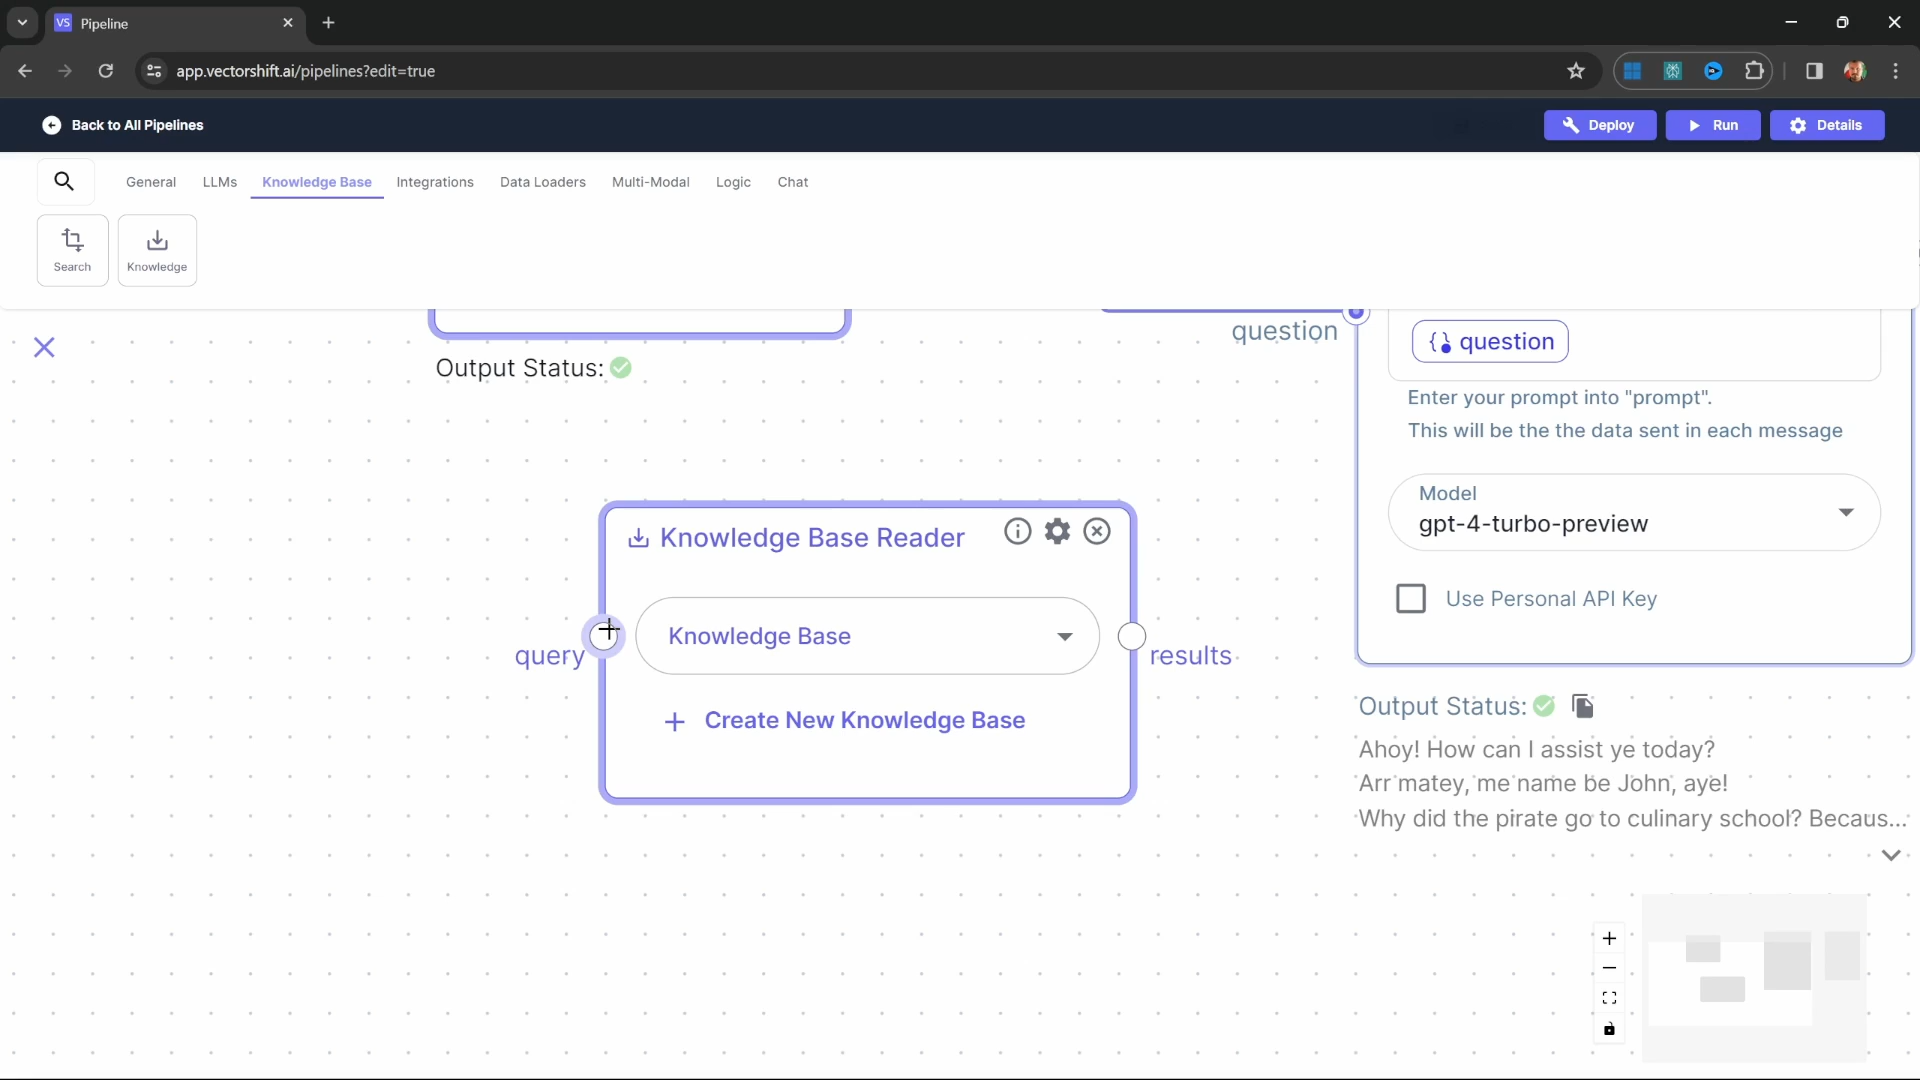 VS Pipeline
app.vectorshift.ai/pipelines?edit=true
Back to All Pipelines
Deploy
Run
Details
General
LLMs
Knowledge Base
Integrations
Data Loaders
Multi-Modal
Logic
Chat
Search
Knowledge
question
question
Output Status:
Enter your prompt into "prompt".
This will be the the data sent in each message
Model
gpt-4-turbo-preview
Use Personal API Key
Knowledge Base Reader
Knowledge Base
query
results
Create New Knowledge Base
Output Status:
Ahoy! How can I assist ye today?
Arr matey, me name be John, aye!
Why did the pirate go to culinary school? Becaus...